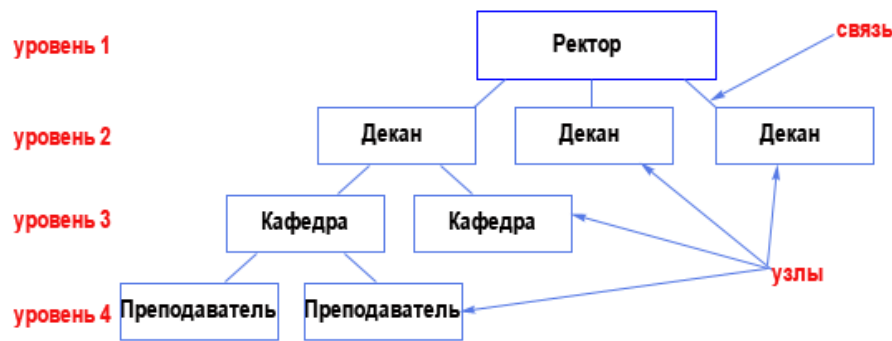 уровень 1
Ректор
связь
уровень 2
Декан
Декан
Декан
уровень 3
Кафедра
Кафедра
узлы
уровень 4
Преподаватель
Преподаватель